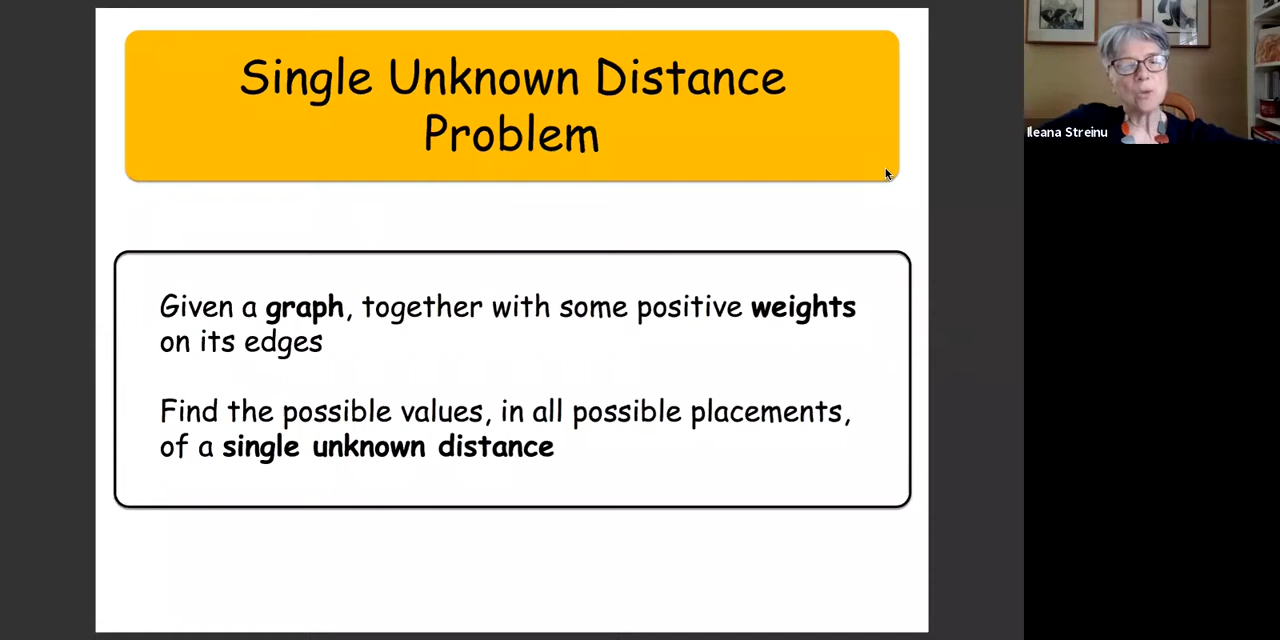 Single Unknown Distance
Problem
Given a graph, together with some positive weights
on its edges
Find the possible values, in all possible placements,
of a single unknown distance
Ileana Streinu